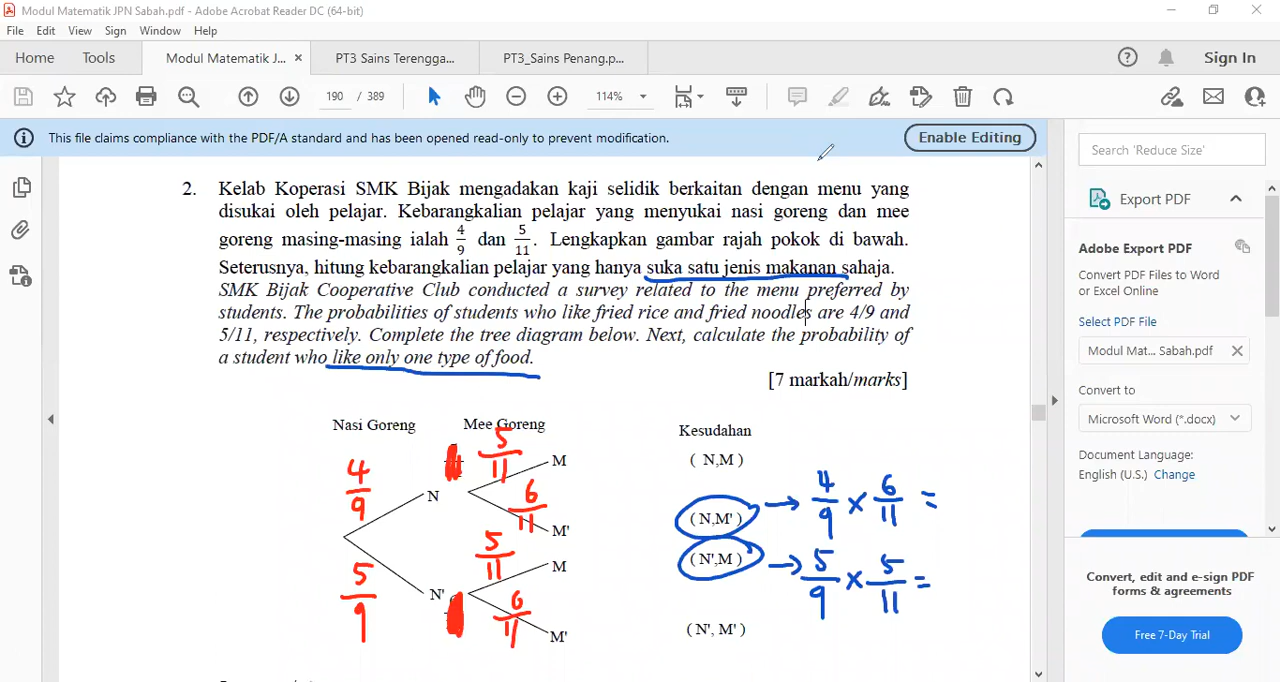 Modul Matematik JPN Sabah.pdf - Adobe Acrobat Reader DC (64-bit)
File Edit View Sign Window Help
Home Tools Modul Matematik J... × PT3 Sains Terengga... PT3_Sains Penang.p... Sign In
190 / 389 114%
This file claims compliance with the PDF/A standard and has been opened read-only to prevent modification. Enable Editing
2. Kelab Koperasi SMK Bijak mengadakan kaji selidik berkaitan dengan menu yang
disukai oleh pelajar. Kebarangkalian pelajar yang menyukai nasi goreng dan mee
goreng masing-masing ialah 4/9 dan 5/11. Lengkapkan gambar rajah pokok di bawah.
Seterusnya, hitung kebarangkalian pelajar yang hanya suka satu jenis makanan sahaja.
SMK Bijak Cooperative Club conducted a survey related to the menu preferred by
students. The probabilities of students who like fried rice and fried noodles are 4/9 and
5/11, respectively. Complete the tree diagram below. Next, calculate the probability of
a student who like only one type of food.
[7 markah/marks]
Nasi Goreng Mee Goreng Kesudahan
4/9 N 5/11 M ( N,M )
6/11 M' ( N,M' ) → 4/9 × 6/11 =
5/9 N' 5/11 M ( N',M ) → 5/9 × 5/11 =
6/11 M' ( N', M' )
Search 'Reduce Size'
Export PDF
Adobe Export PDF
Convert PDF Files to Word
or Excel Online
Select PDF File
Modul Mat... Sabah.pdf
Convert to
Microsoft Word (*.docx)
Document Language:
English (U.S.) Change
Convert, edit and e-sign PDF
forms & agreements
Free 7-Day Trial